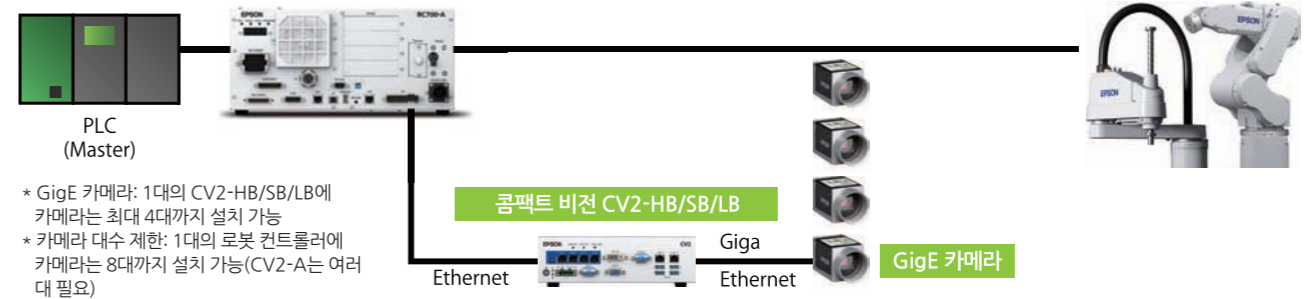 EPSON
RC700-A
EPSON
EPSON
PLC
(Master)
* GigE 카메라: 1대의 CV2-HB/SB/LB에
카메라는 최대 4대까지 설치 가능
* 카메라 대수 제한: 1대의 로봇 컨트롤러에
카메라는 8대까지 설치 가능(CV2-A는 여러
대 필요)
콤팩트 비전 CV2-HB/SB/LB
EPSON
CV2
Ethernet
Giga
Ethernet
GigE 카메라